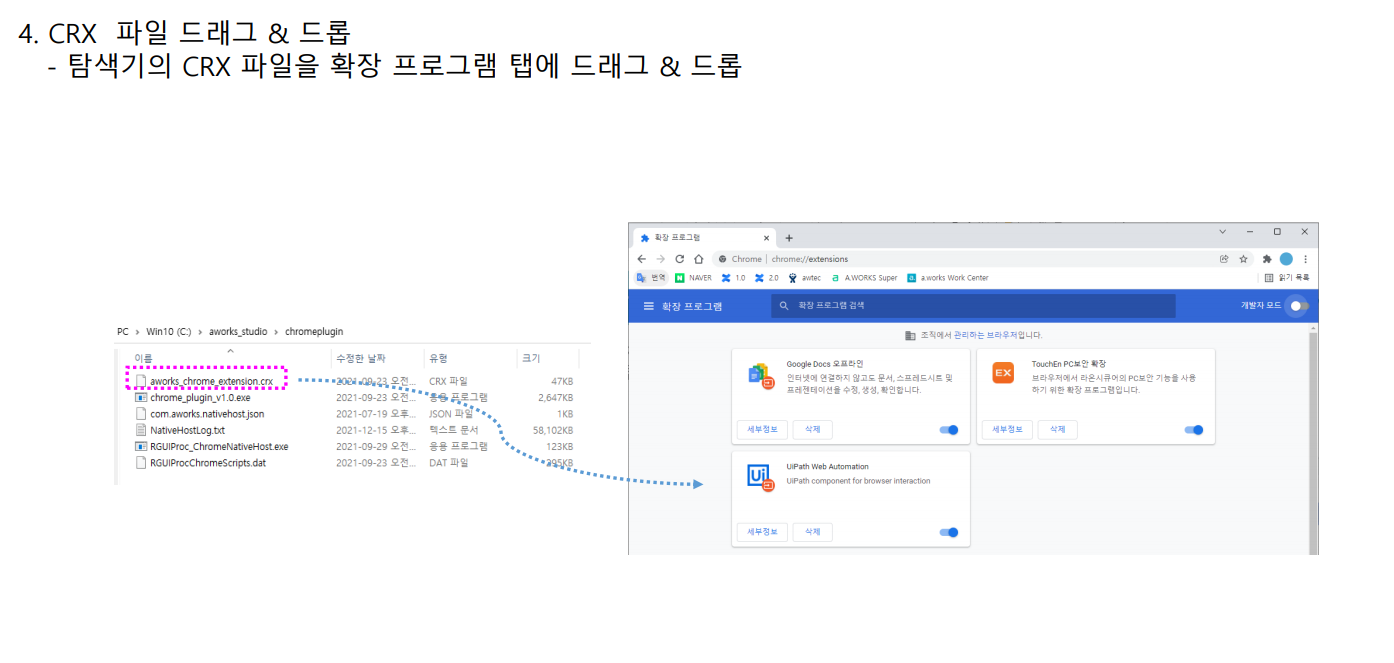 4. CRX 파일 드래그 & 드롭
- 탐색기의 CRX 파일을 확장 프로그램 탭에 드래그 & 드롭
확장 프로그램
Chrome | chrome://extensions
번역 NAVER 1.0 2.0 awtec A.WORKS Super a.works Work Center 읽기 목록
확장 프로그램 확장 프로그램 검색 개발자 모드
조직에서 관리하는 브라우저입니다.
Google Docs 오프라인
인터넷에 연결하지 않고도 문서, 스프레드시트 및
프레젠테이션을 수정, 생성, 확인합니다.
세부정보 삭제
EX
TouchEn PC보안 확장
브라우저에서 라온시큐어의 PC보안 기능을 사용
하기 위한 확장 프로그램입니다.
세부정보 삭제
Ui
UiPath Web Automation
UiPath component for browser interaction
세부정보 삭제
PC > Win10 (C:) > aworks_studio > chromeplugin
이름 수정한 날짜 유형 크기
aworks_chrome_extension.crx 2021-09-23 오전... CRX 파일 47KB
chrome_plugin_v1.0.exe 2021-09-23 오전... 응용 프로그램 2,647KB
com.aworks.nativehost.json 2021-07-19 오후... JSON 파일 1KB
NativeHostLog.txt 2021-12-15 오후... 텍스트 문서 58,102KB
RGUIProc_ChromeNativeHost.exe 2021-09-29 오전... 응용 프로그램 123KB
RGUIProcChromeScripts.dat 2021-09-23 오전... DAT 파일 395KB